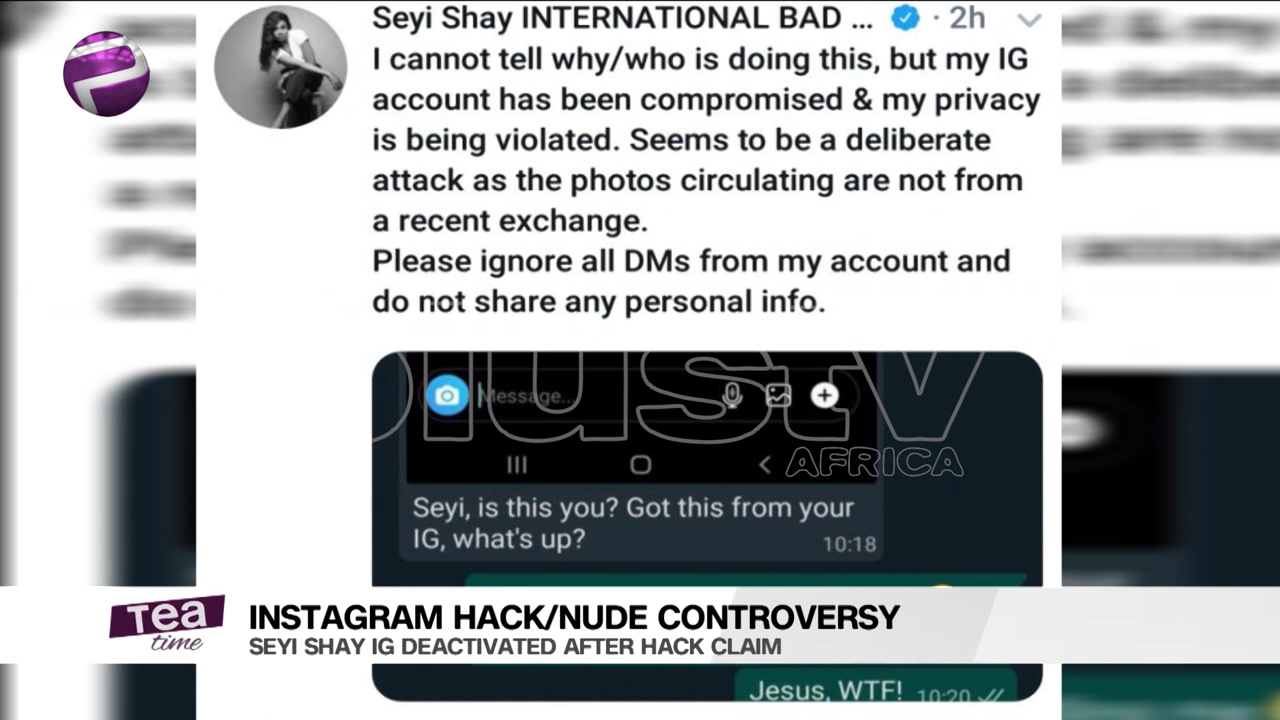 Seyi Shay INTERNATIONAL BAD ... · 2h
I cannot tell why/who is doing this, but my IG
account has been compromised & my privacy
is being violated. Seems to be a deliberate
attack as the photos circulating are not from
a recent exchange.
Please ignore all DMs from my account and
do not share any personal info.
Message...
plustv
AFRICA
Seyi, is this you? Got this from your
IG, what's up?
10:18
Tea
time
INSTAGRAM HACK/NUDE CONTROVERSY
SEYI SHAY IG DEACTIVATED AFTER HACK CLAIM
Jesus, WTF! 10:20